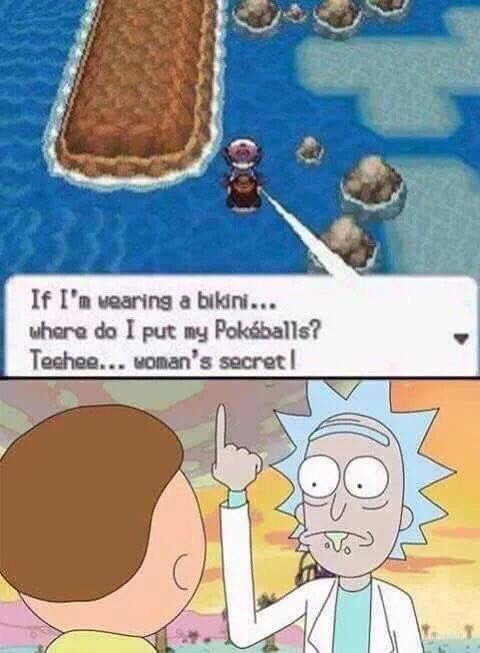 If I'm wearing a bikini...
where do I put my Pokéballs?
Teehee... woman's secret!